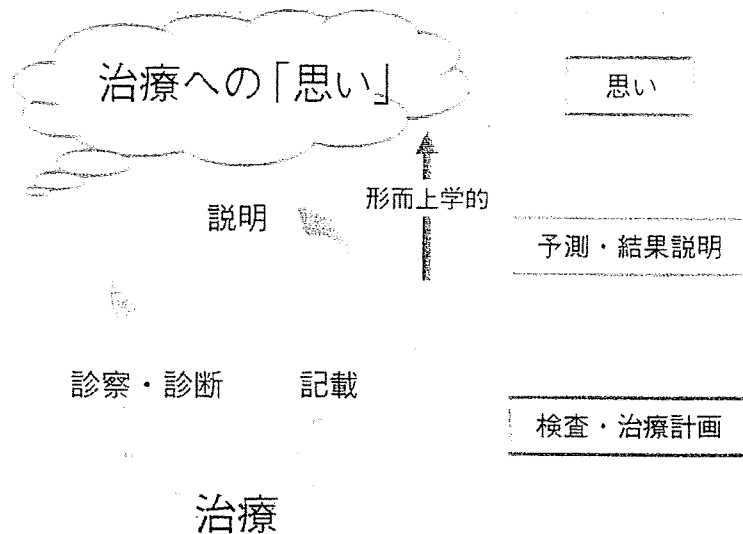 治療への「思い」
思い
形而上学的
説明
予測・結果説明
診察・診断
記載
検査・治療計画
治療